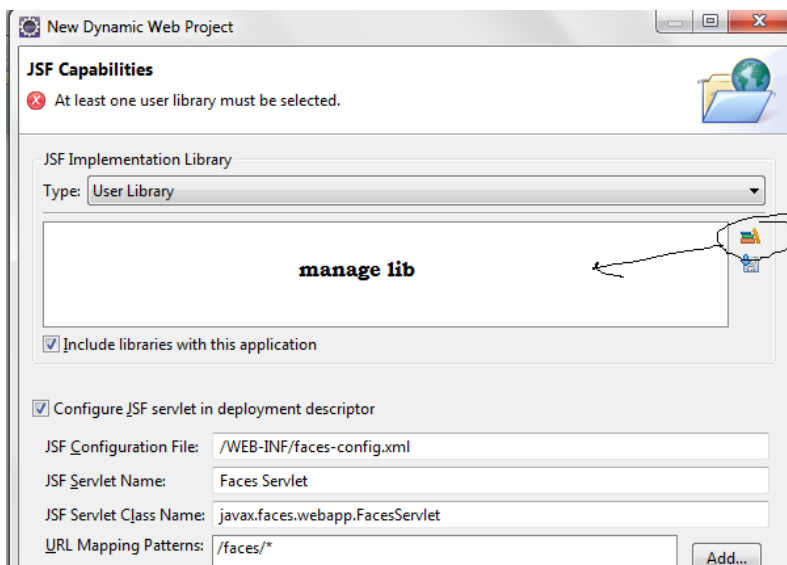 New Dynamic Web Project
JSF Capabilities
At least one user library must be selected.
JSF Implementation Library
Type: User Library
manage lib
Include libraries with this application
Configure JSF servlet in deployment descriptor
JSF Configuration File: /WEB-INF/faces-config.xml
JSF Servlet Name: Faces Servlet
JSF Servlet Class Name: javax.faces.webapp.FacesServlet
URL Mapping Patterns: /faces/*
Add...